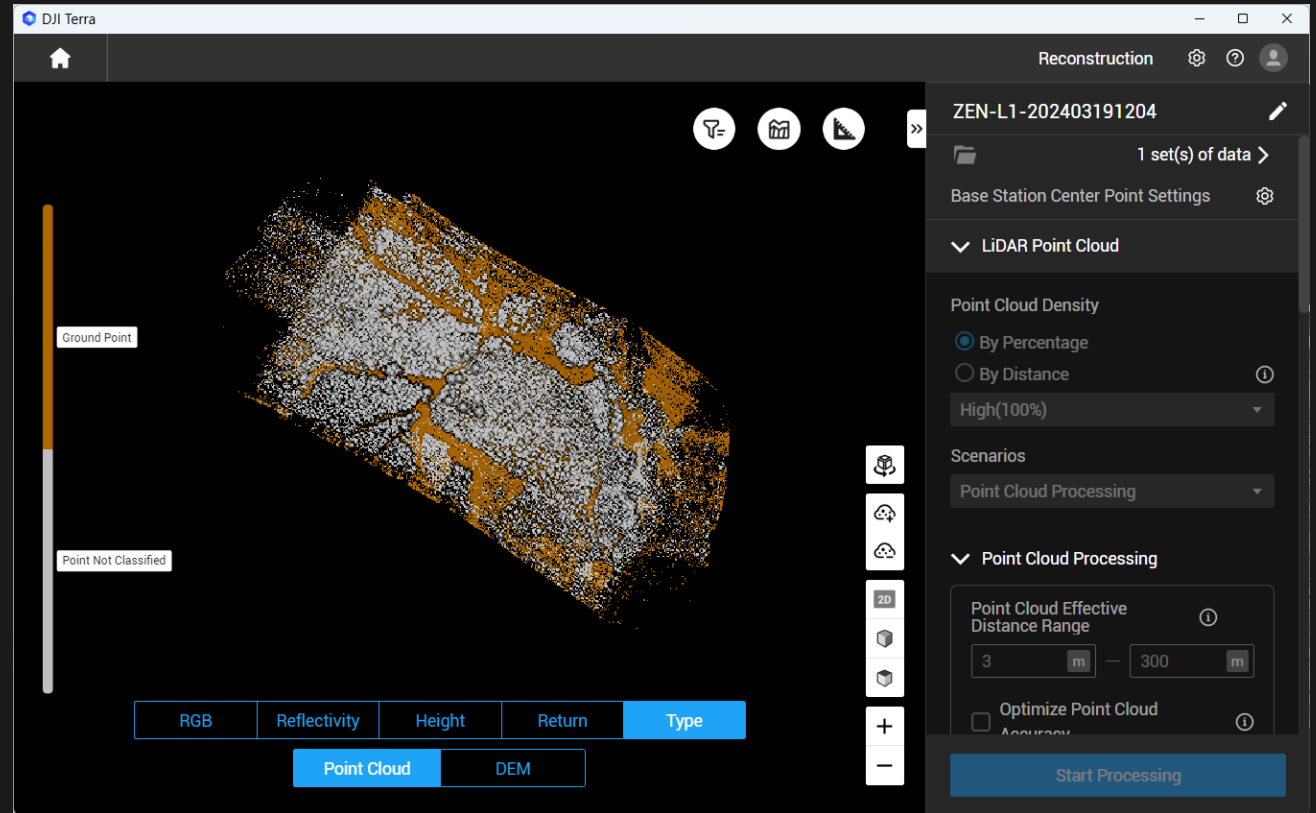 DJI Terra
Reconstruction
ZEN-L1-202403191204
1 set(s) of data
Base Station Center Point Settings
LiDAR Point Cloud
Point Cloud Density
By Percentage
By Distance
High(100%)
Scenarios
Point Cloud Processing
Point Cloud Processing
Point Cloud Effective
Distance Range
3 m — 300 m
Optimize Point Cloud
Accuracy
Start Processing
Ground Point
Point Not Classified
2D
RGB Reflectivity Height Return Type
Point Cloud DEM